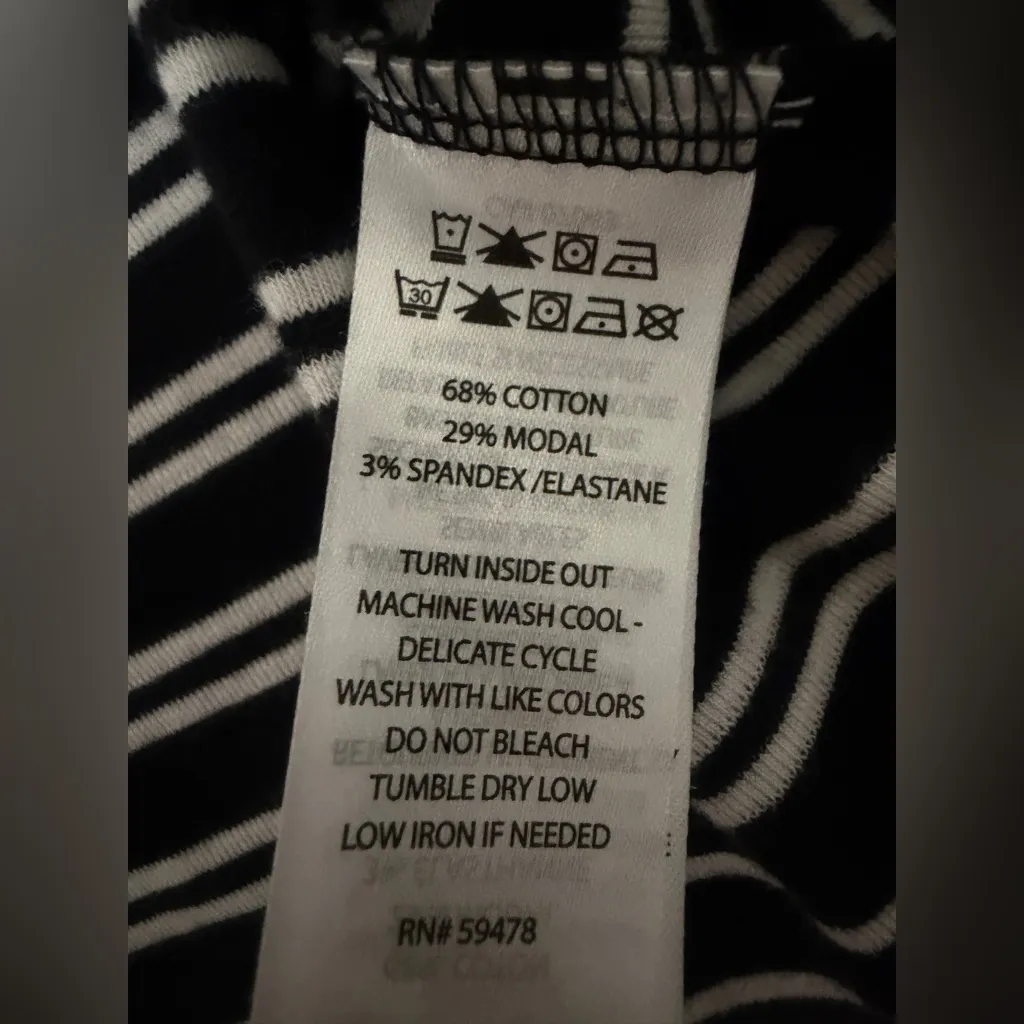 30
68% COTTON
29% MODAL
3% SPANDEX /ELASTANE
TURN INSIDE OUT
MACHINE WASH COOL -
DELICATE CYCLE
WASH WITH LIKE COLORS
DO NOT BLEACH
TUMBLE DRY LOW
LOW IRON IF NEEDED
RN# 59478